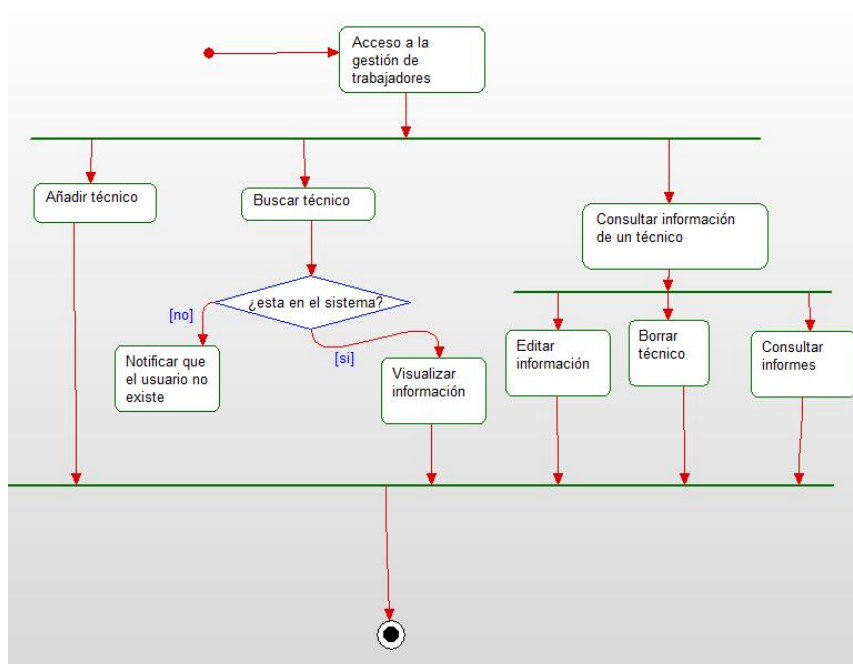 Acceso a la
gestión de
trabajadores
Añadir técnico
Buscar técnico
Consultar información
de un técnico
¿esta en el sistema?
[no]
[si]
Notificar que
el usuario no
existe
Visualizar
información
Editar
información
Borrar
técnico
Consultar
informes